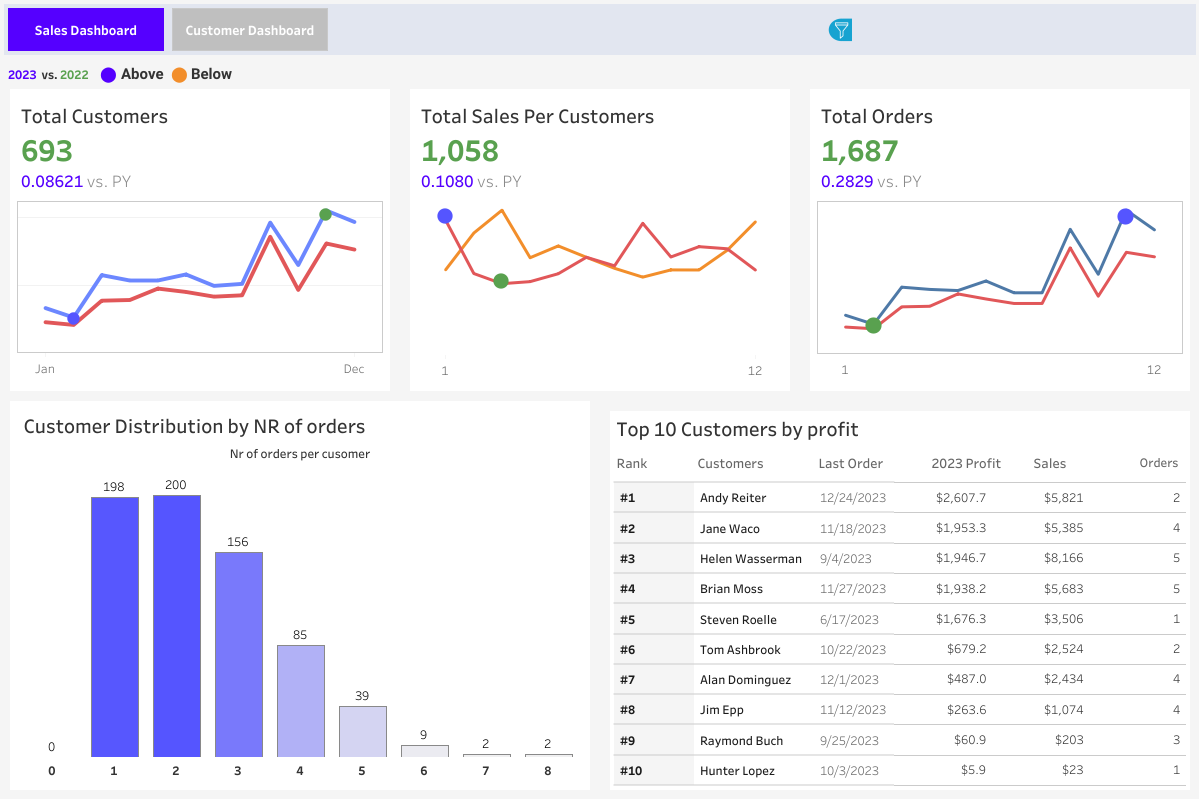 Sales Dashboard
Customer Dashboard
2023 vs. 2022 Above Below
Total Customers
693
0.08621 vs. PY
Jan Dec
Total Sales Per Customers
1,058
0.1080 vs. PY
1 12
Total Orders
1,687
0.2829 vs. PY
1 12
Customer Distribution by NR of orders
Nr of orders per cusomer
0 198 200 156 85 39 9 2 2
0 1 2 3 4 5 6 7 8
Top 10 Customers by profit
Rank Customers Last Order 2023 Profit Sales Orders
#1 Andy Reiter 12/24/2023 $2,607.7 $5,821 2
#2 Jane Waco 11/18/2023 $1,953.3 $5,385 4
#3 Helen Wasserman 9/4/2023 $1,946.7 $8,166 5
#4 Brian Moss 11/27/2023 $1,938.2 $5,683 5
#5 Steven Roelle 6/17/2023 $1,676.3 $3,506 1
#6 Tom Ashbrook 10/22/2023 $679.2 $2,524 2
#7 Alan Dominguez 12/1/2023 $487.0 $2,434 4
#8 Jim Epp 11/12/2023 $263.6 $1,074 4
#9 Raymond Buch 9/25/2023 $60.9 $203 3
#10 Hunter Lopez 10/3/2023 $5.9 $23 1